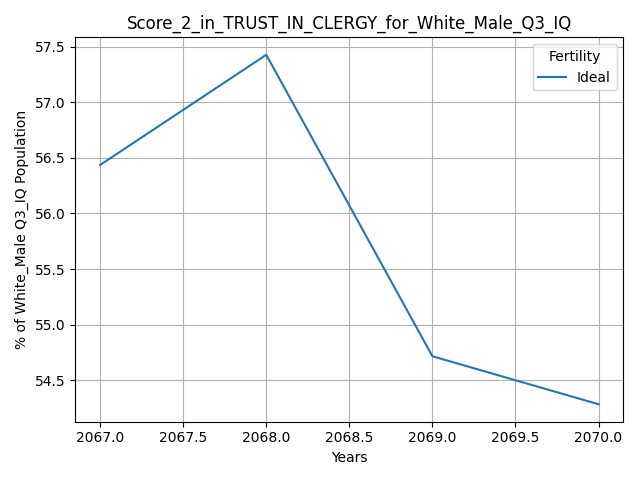 Score_2_in_TRUST_IN_CLERGY_for_White_Male_Q3_IQ
57.5
57.0
56.5
56.0
55.5
55.0
54.5
% of White_Male Q3_IQ Population
Fertility
Ideal
2067.0 2067.5 2068.0 2068.5 2069.0 2069.5 2070.0
Years